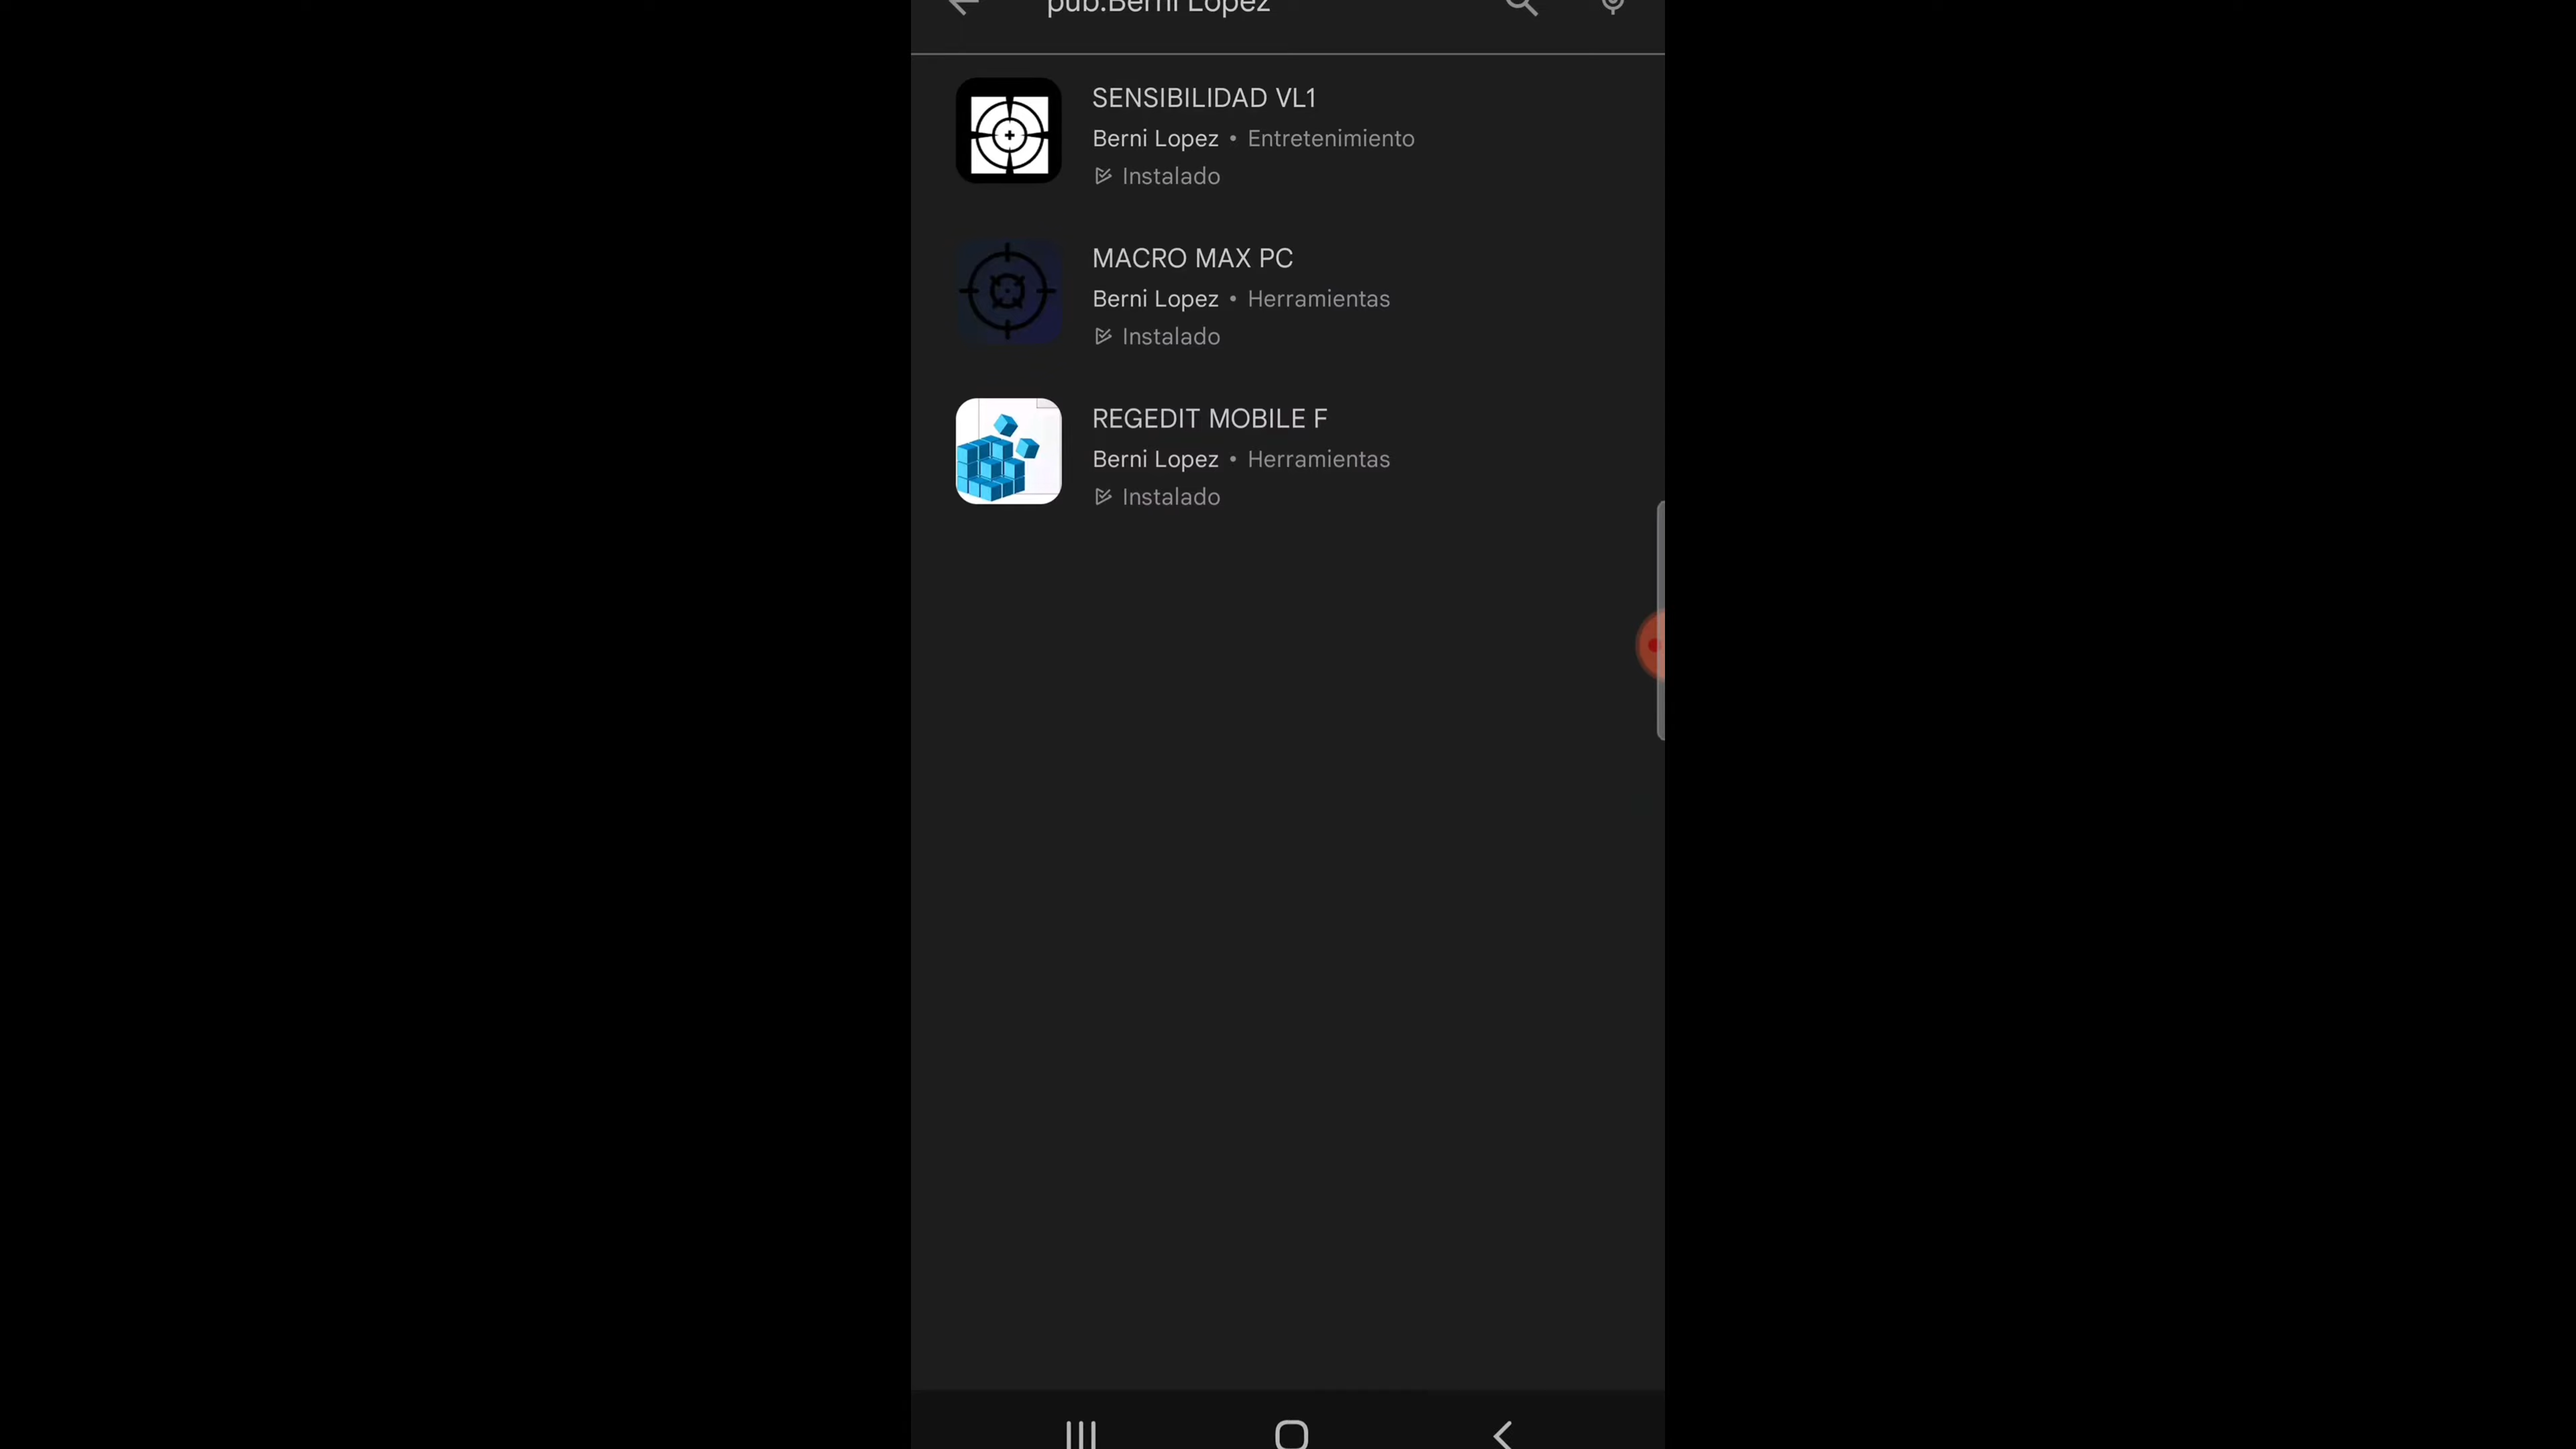 pub:Berni Lopez
SENSIBILIDAD VL1
Berni Lopez • Entretenimiento
Instalado
MACRO MAX PC
Berni Lopez • Herramientas
Instalado
REGEDIT MOBILE F
Berni Lopez • Herramientas
Instalado